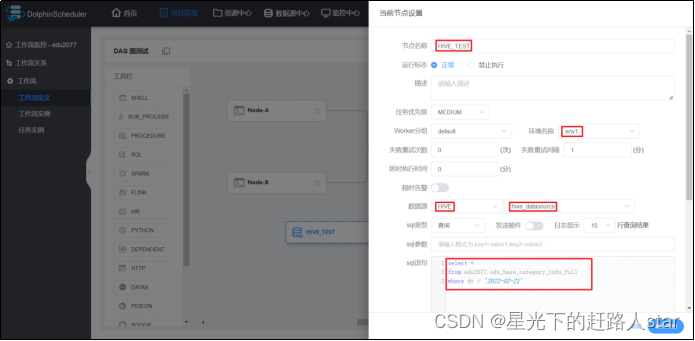 DolphinScheduler
首页
项目管理
资源中心
数据源中心
监控中心
工作流监控 - edu2077
工作流关系
工作流
工作流定义
工作流实例
任务实例
DAG 图测试
工具栏
SHELL
SUB_PROCESS
PROCEDURE
SQL
SPARK
FLINK
MR
PYTHON
DEPENDENT
HTTP
DATAX
PIGEON
SQOOP
Node-A
Node-B
HIVE_TEST
当前节点设置
节点名称 HIVE_TEST
运行标志 正常 禁止执行
描述 请输入描述
任务优先级 MEDIUM
Worker分组 default 环境名称 env1
失败重试次数 0 (次) 失败重试间隔 1 (分)
延时执行时间 0 (分)
超时告警
数据源 HIVE hive_datasource
sql类型 查询 发送邮件 日志显示 10 行查询结果
sql参数 请输入格式为 key1=value1;key2=value2...
sql语句
1 select *
2 from edu2077.edu_base_category_info_full
3 where dt = '2022-02-21'
CSDN @星光下的赶路人star